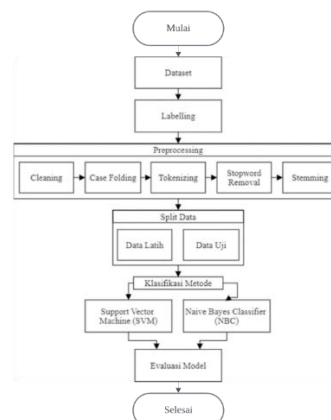 Mulai
Dataset
Labelling
Preprocessing
Cleaning
Case Folding
Tokenizing
Stopword
Removal
Stemming
Split Data
Data Latih
Data Uji
Klasifikasi Metode
Support Vector
Machine (SVM)
Naive Bayes Classifier
(NBC)
Evaluasi Model
Selesai